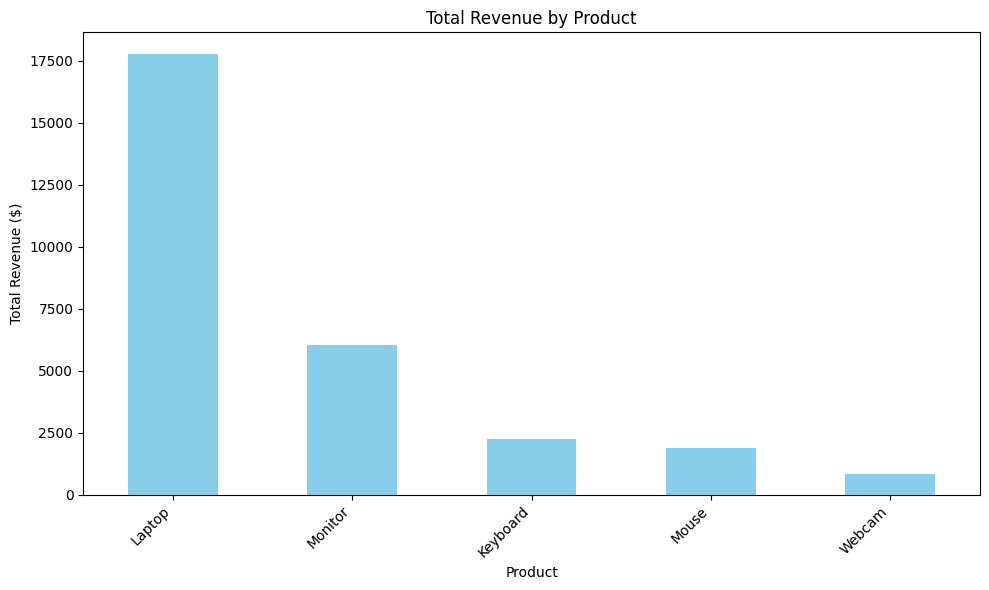 Total Revenue by Product
Total Revenue ($)
17500
15000
12500
10000
7500
5000
2500
0
Laptop
Monitor
Keyboard
Mouse
Webcam
Product